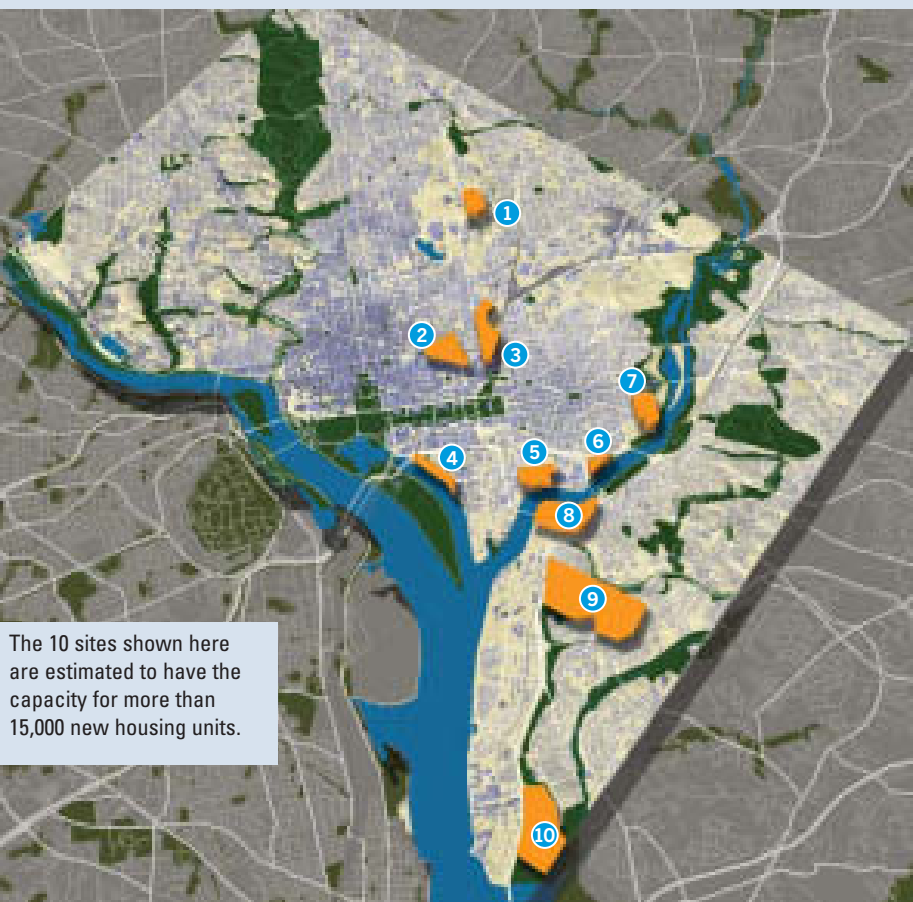 1
2
3
7
4
5
6
8
9
The 10 sites shown here
are estimated to have the
capacity for more than
15,000 new housing units.
10